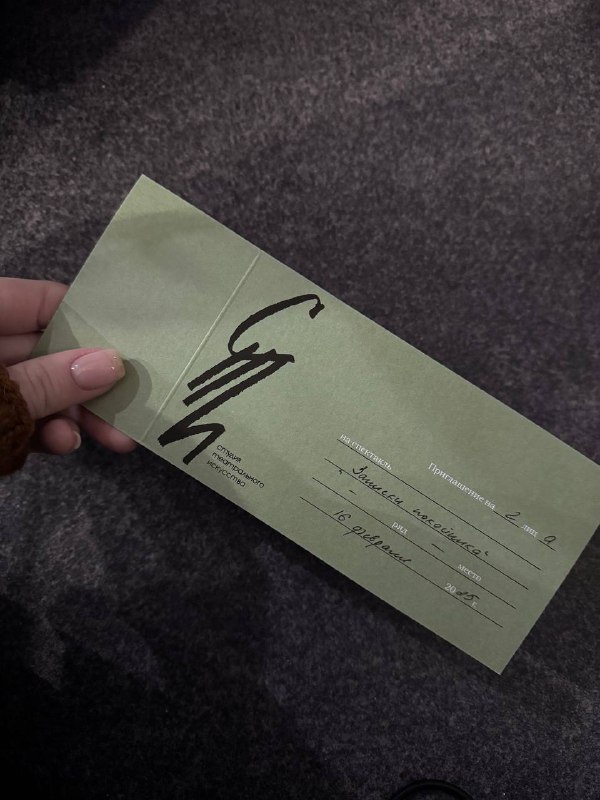 СТИ
студия
театрального
искусства
Приглашение на 2 лица
на спектакль
"Записки покойника"
- ряд - место
16 февраля 2025 г.